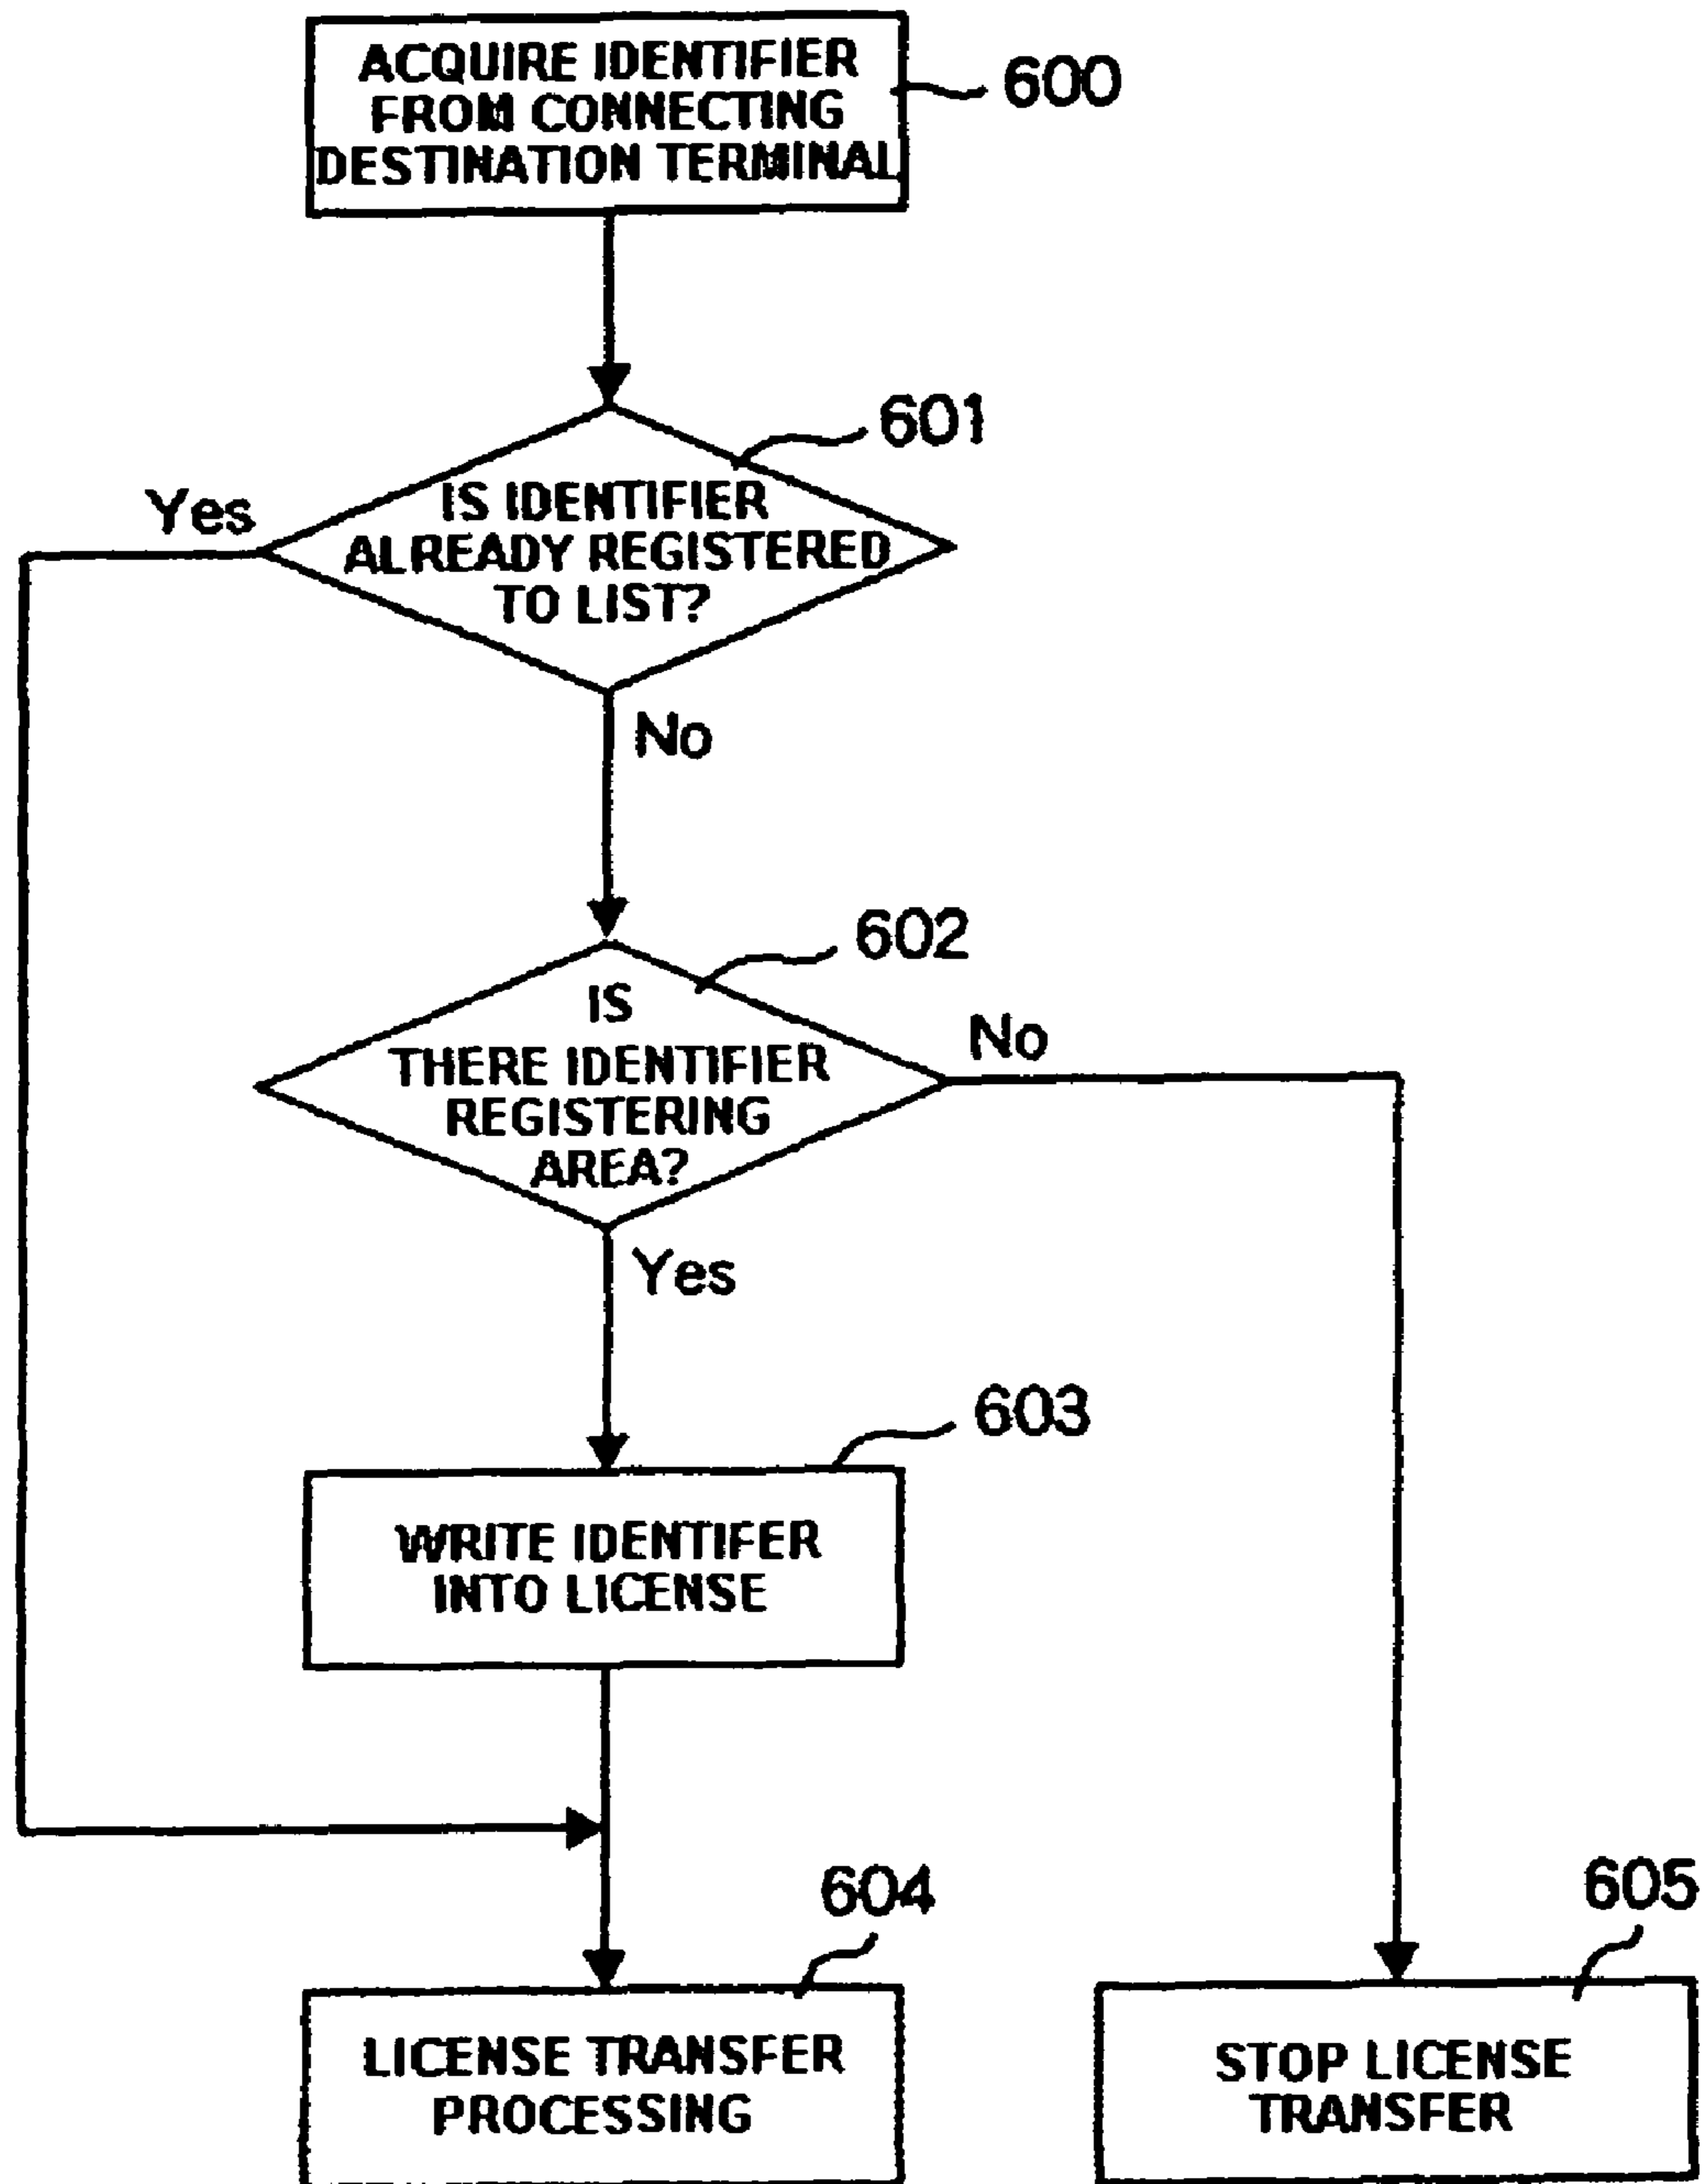 ACQUIRE IDENTIFIER
FROM CONNECTING
DESTINATION TERMINAL
600
601
IS IDENTIFIER
ALREADY REGISTERED
TO LIST?
Yes
No
602
IS
THERE IDENTIFIER
REGISTERING
AREA?
No
Yes
603
WRITE IDENTIFER
INTO LICENSE
604
LICENSE TRANSFER
PROCESSING
605
STOP LICENSE
TRANSFER